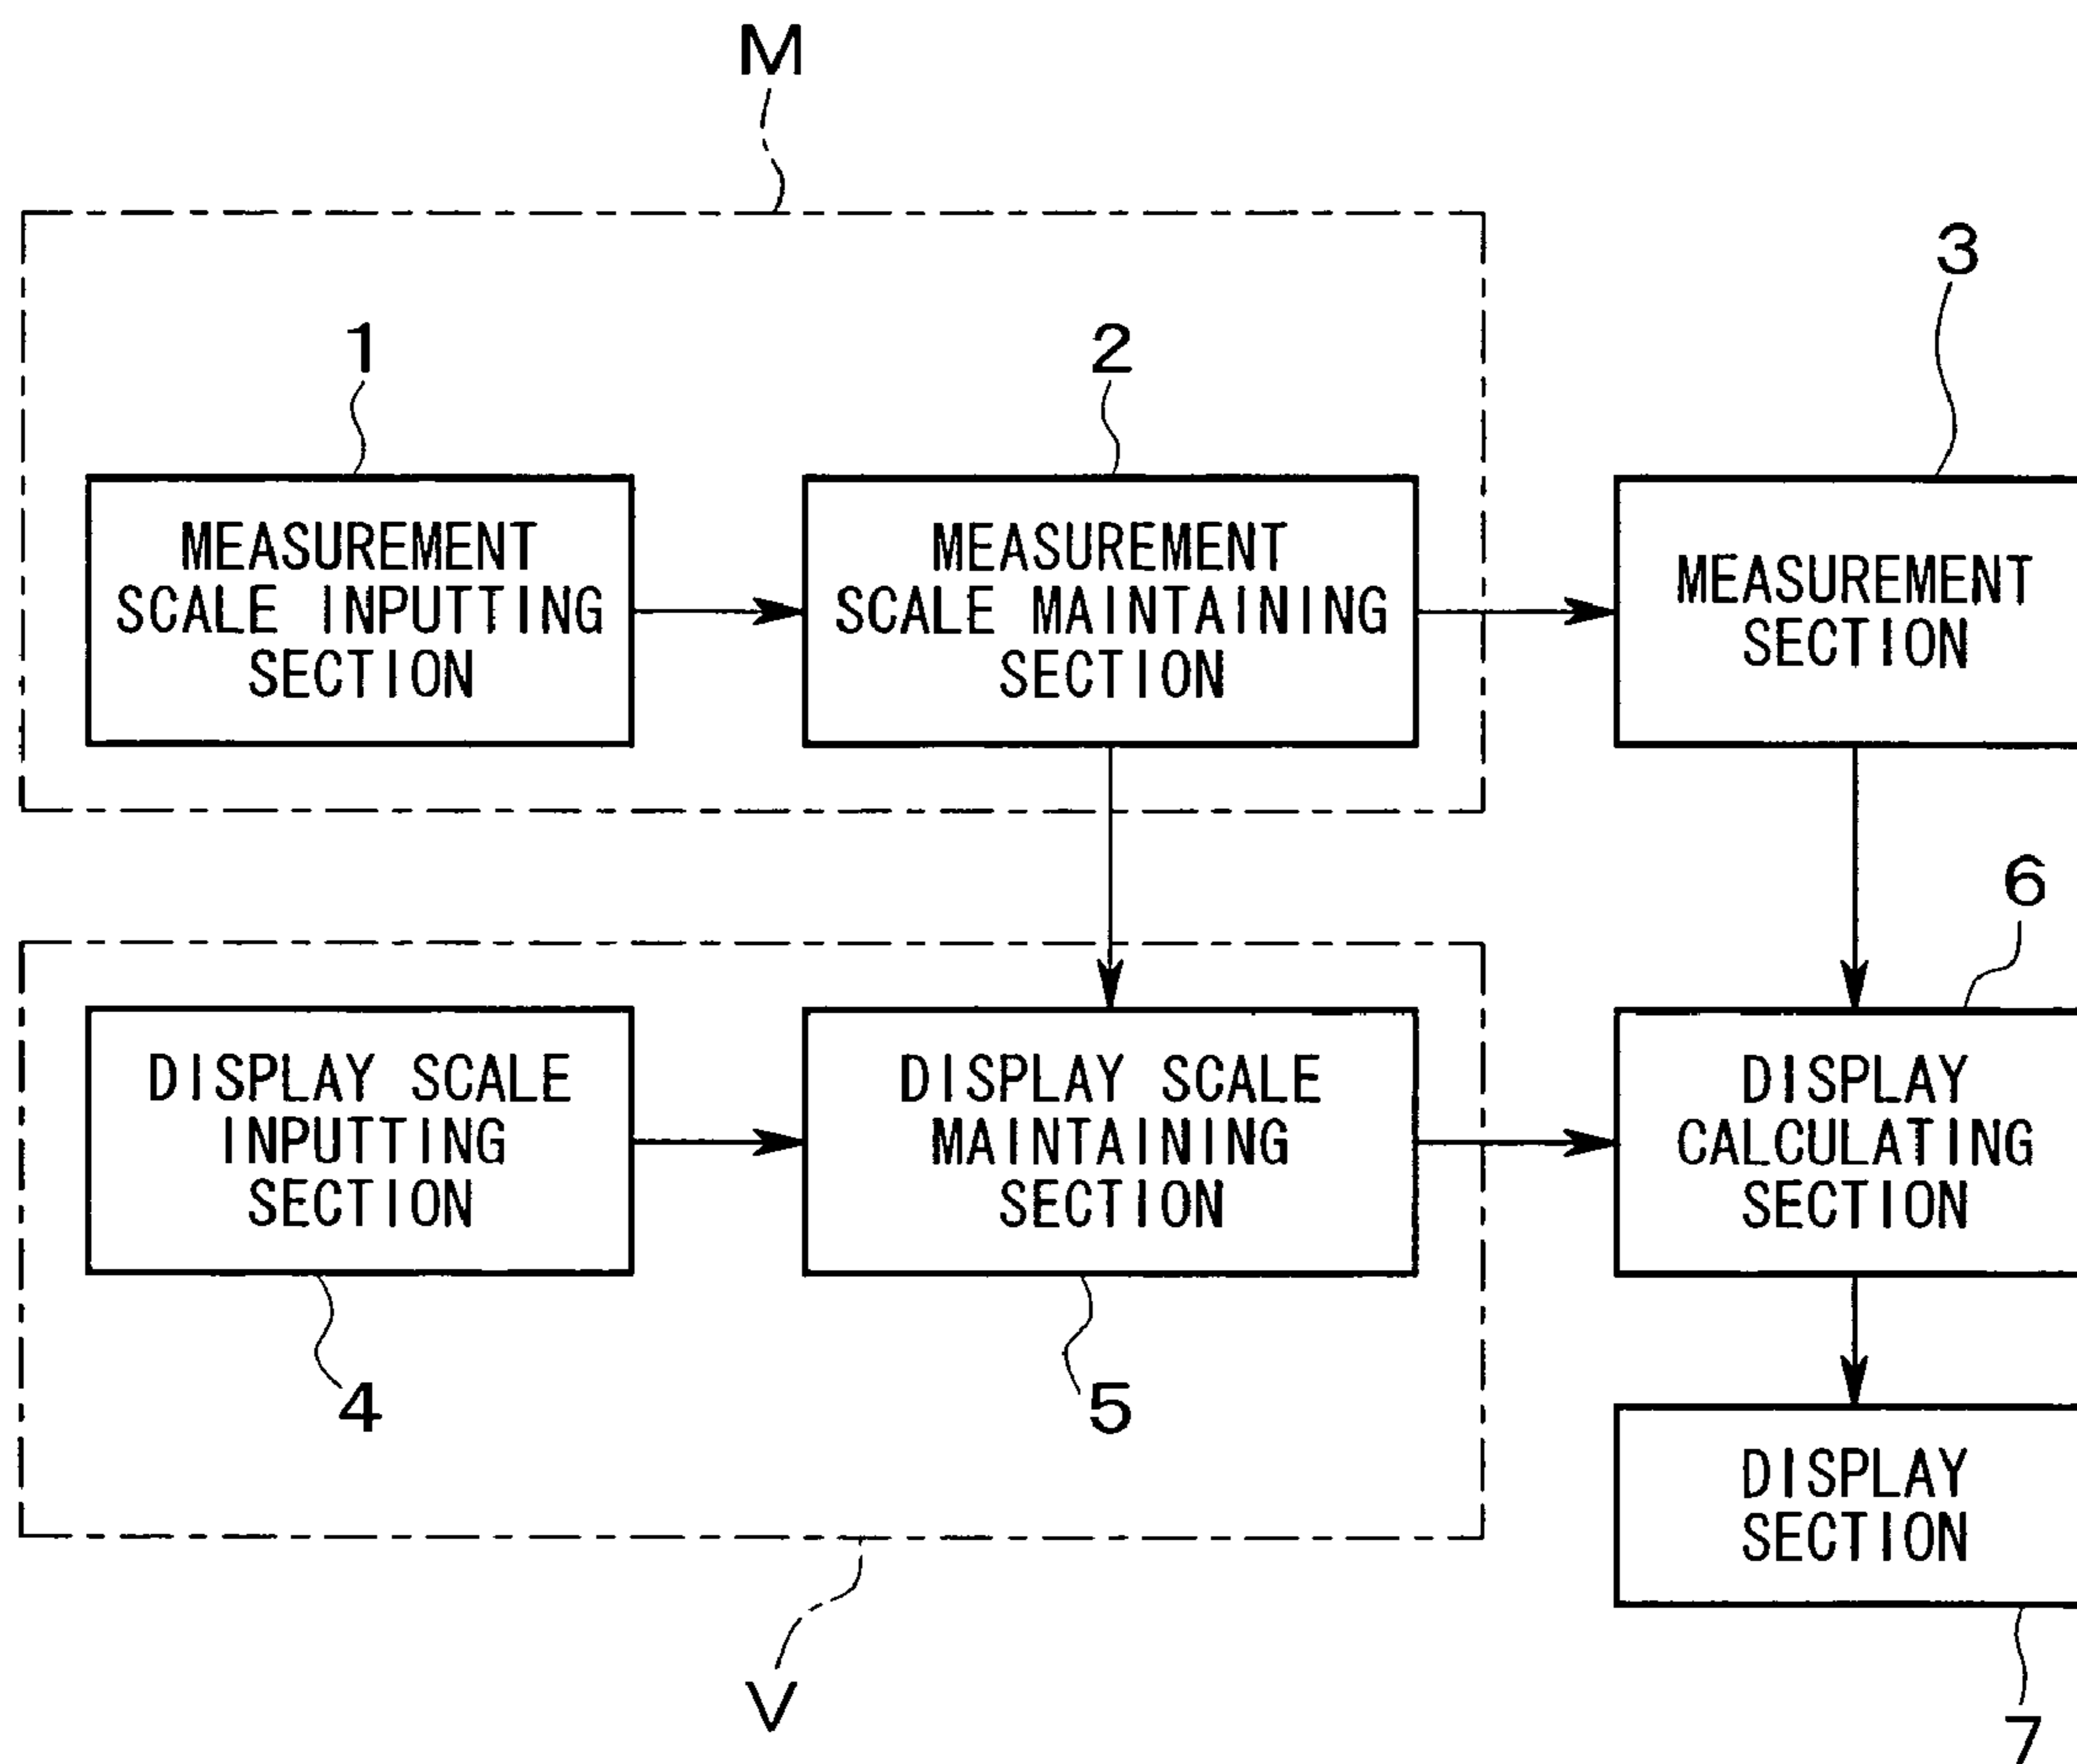 M
1
2
3
MEASUREMENT
SCALE INPUTTING
SECTION
MEASUREMENT
SCALE MAINTAINING
SECTION
MEASUREMENT
SECTION
6
DISPLAY SCALE
INPUTTING
SECTION
DISPLAY SCALE
MAINTAINING
SECTION
DISPLAY
CALCULATING
SECTION
4
5
DISPLAY
SECTION
V
7